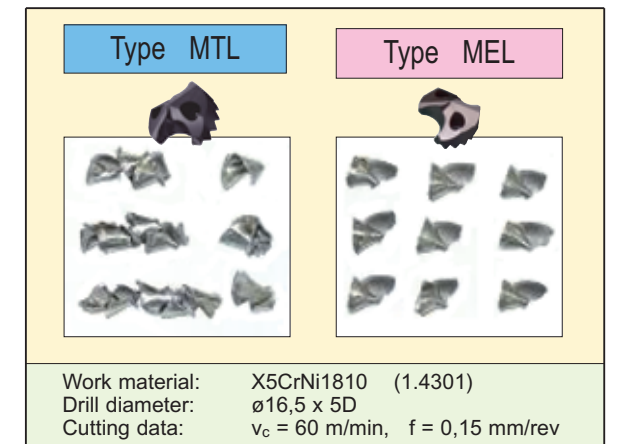 Type MTL
Type MEL
Work material: X5CrNi1810 (1.4301)
Drill diameter: ø16,5 x 5D
Cutting data: vc = 60 m/min, f = 0,15 mm/rev